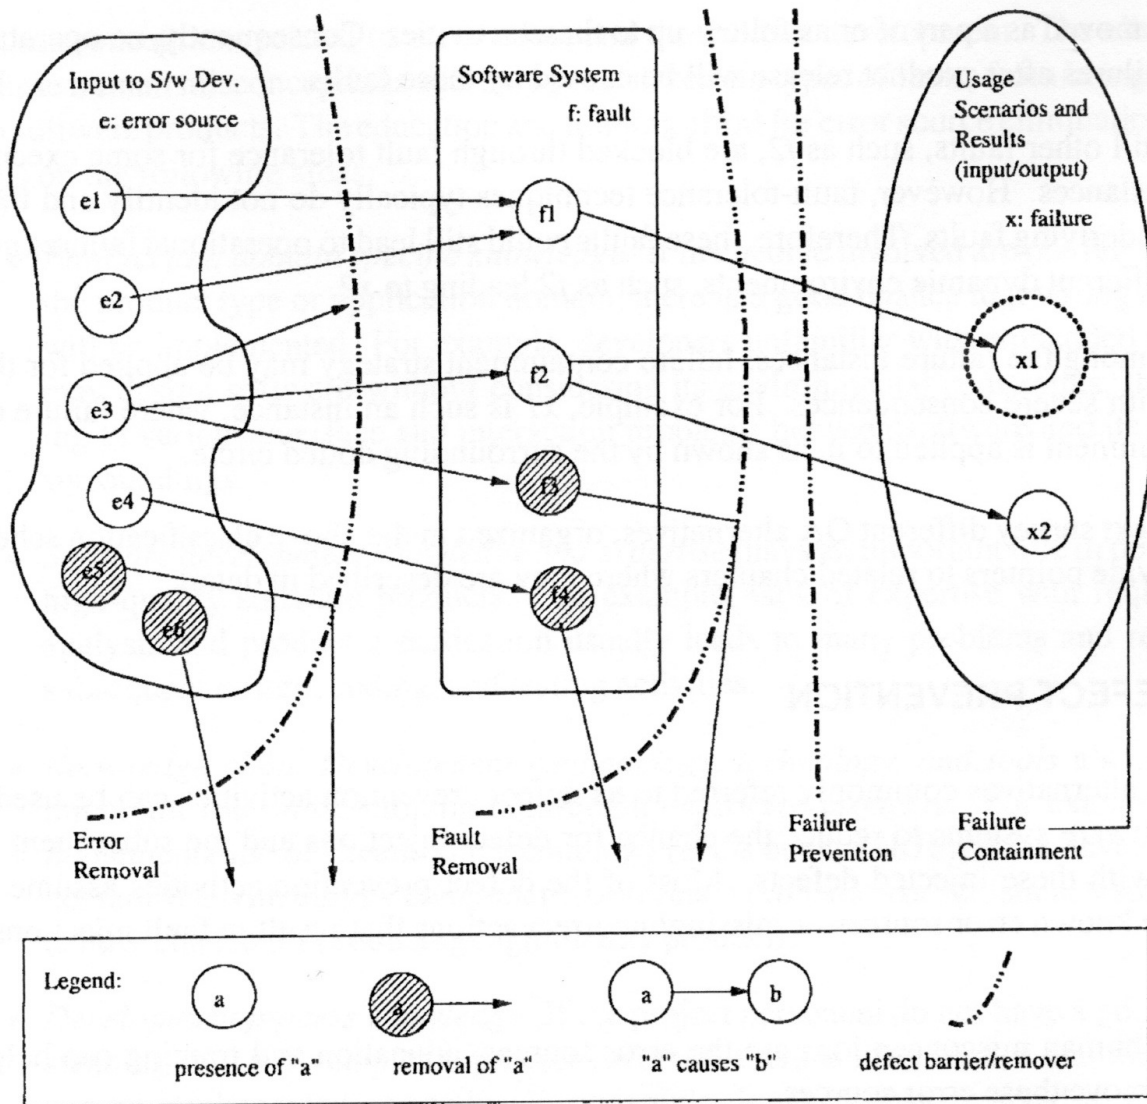 Input to S/w Dev.
e: error source
e1
e2
e3
e4
e5
e6
Software System
f: fault
f1
f2
f3
f4
Usage
Scenarios and
Results
(input/output)
x: failure
x1
x2
Error
Removal
Fault
Removal
Failure
Prevention
Failure
Containment
Legend:
a
presence of "a"
a
removal of "a"
a
b
"a" causes "b"
defect barrier/remover